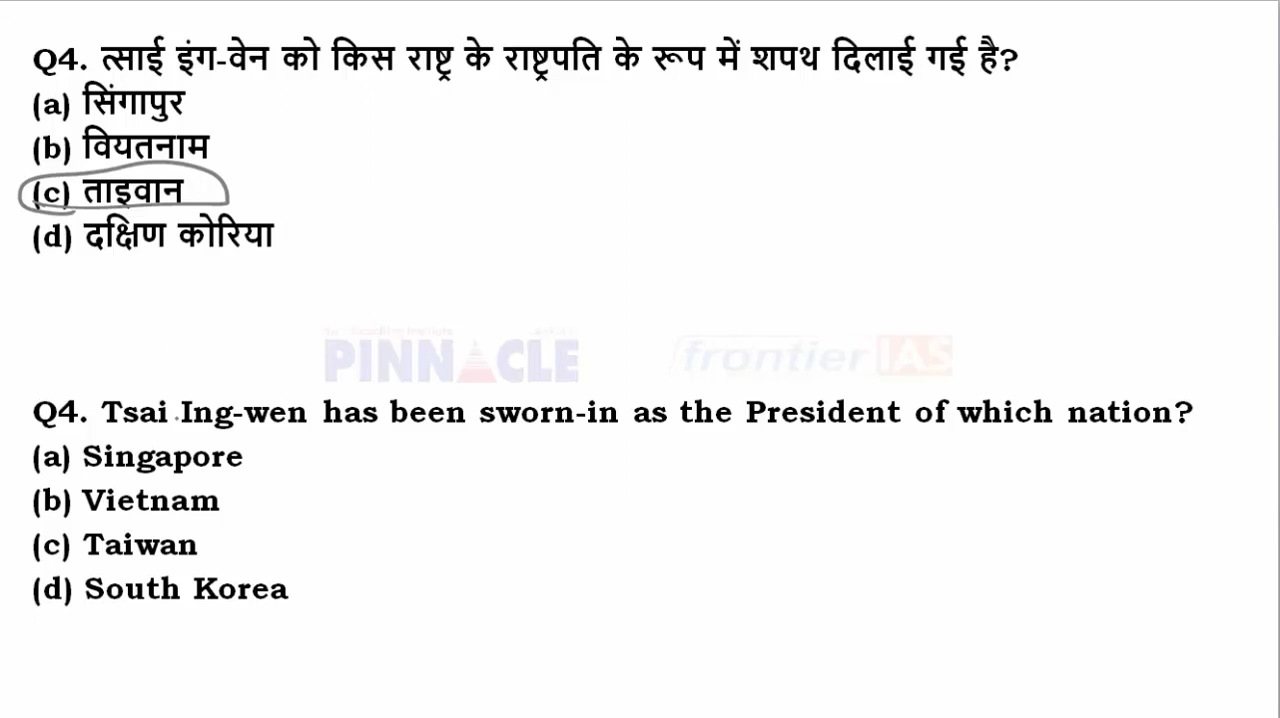 Q4. त्साई इंग-वेन को किस राष्ट्र के राष्ट्रपति के रूप में शपथ दिलाई गई है?
(a) सिंगापुर
(b) वियतनाम
(c) ताइवान
(d) दक्षिण कोरिया
PINNACLE frontier IAS
Q4. Tsai Ing-wen has been sworn-in as the President of which nation?
(a) Singapore
(b) Vietnam
(c) Taiwan
(d) South Korea